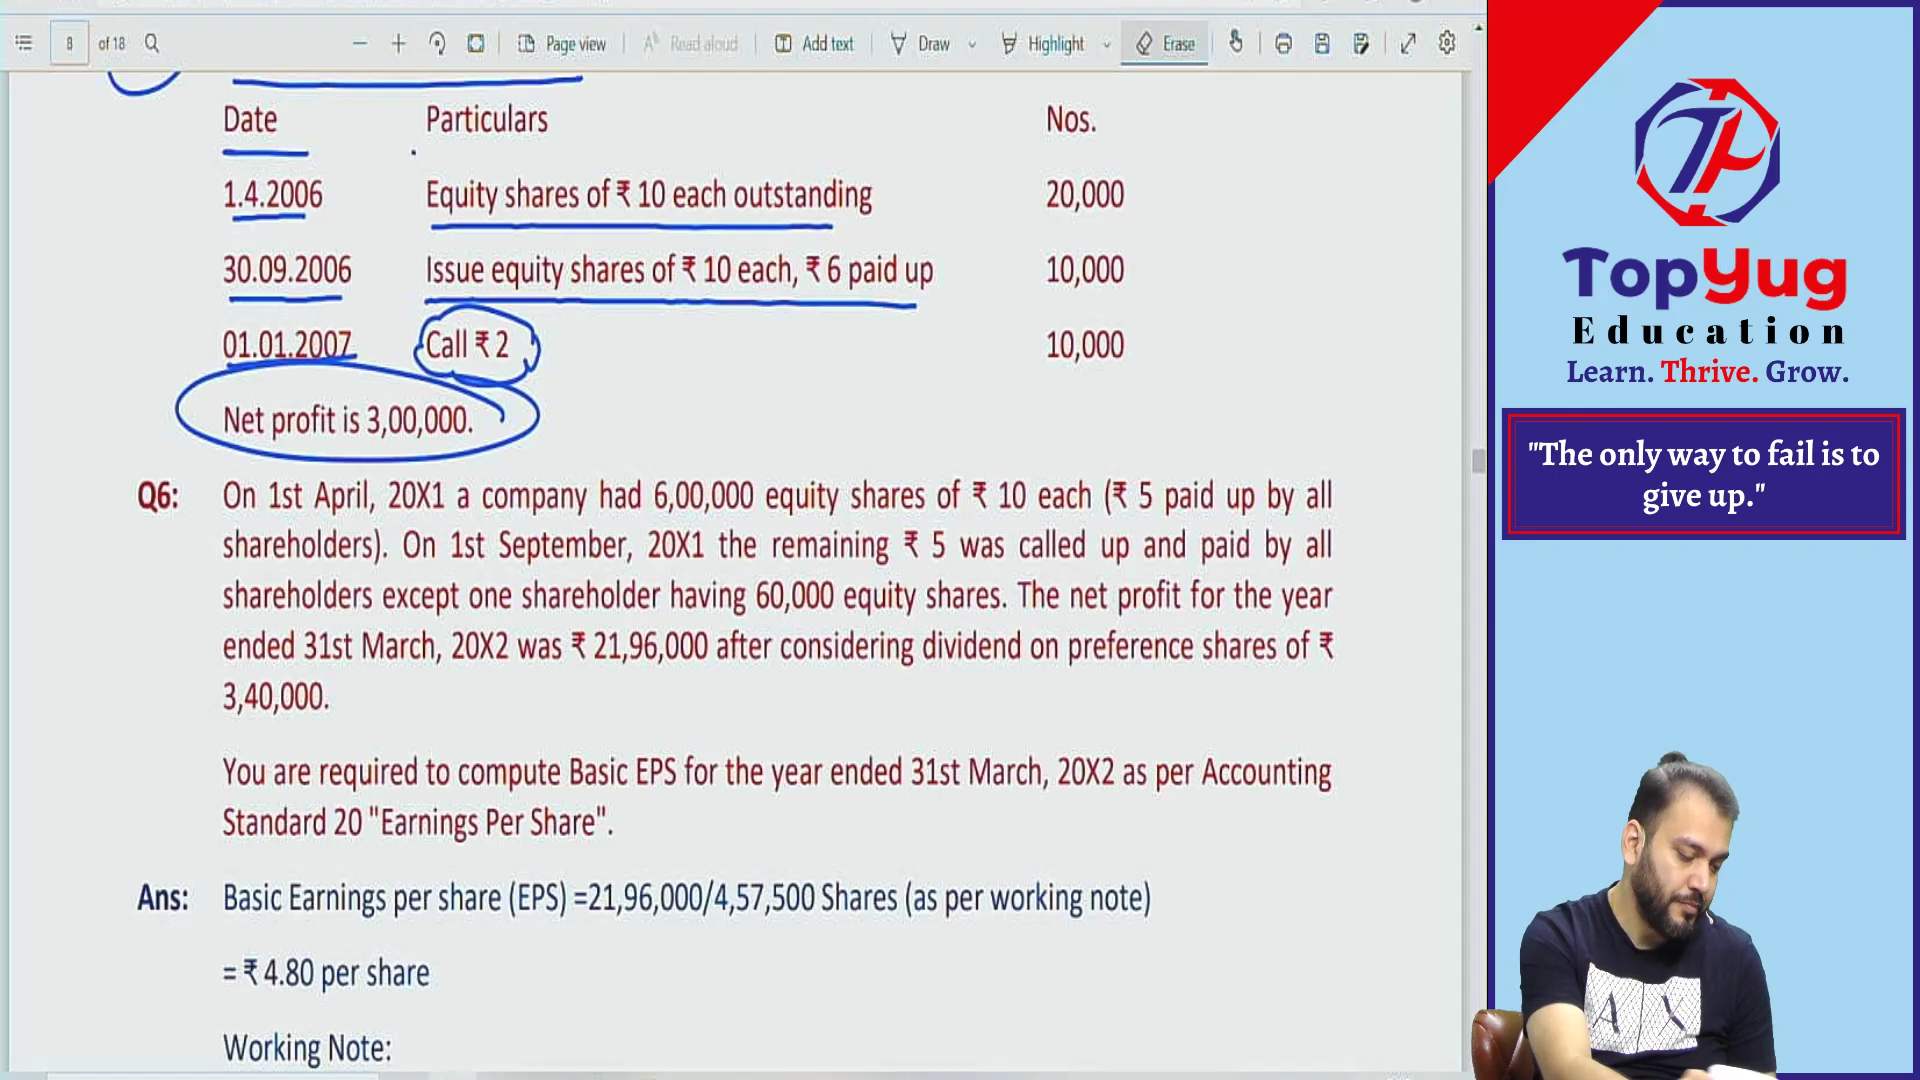 8 of 18 Page view Read aloud Add text Draw Highlight Erase
Date Particulars Nos.
1.4.2006 Equity shares of ₹ 10 each outstanding 20,000
30.09.2006 Issue equity shares of ₹ 10 each, ₹ 6 paid up 10,000
01.01.2007 Call ₹ 2 10,000
Net profit is 3,00,000.
Q6: On 1st April, 20X1 a company had 6,00,000 equity shares of ₹ 10 each (₹ 5 paid up by all
shareholders). On 1st September, 20X1 the remaining ₹ 5 was called up and paid by all
shareholders except one shareholder having 60,000 equity shares. The net profit for the year
ended 31st March, 20X2 was ₹ 21,96,000 after considering dividend on preference shares of ₹
3,40,000.
You are required to compute Basic EPS for the year ended 31st March, 20X2 as per Accounting
Standard 20 "Earnings Per Share".
Ans: Basic Earnings per share (EPS) =21,96,000/4,57,500 Shares (as per working note)
= ₹ 4.80 per share
Working Note:
TopYug
Education
Learn. Thrive. Grow.
"The only way to fail is to
give up."
A X